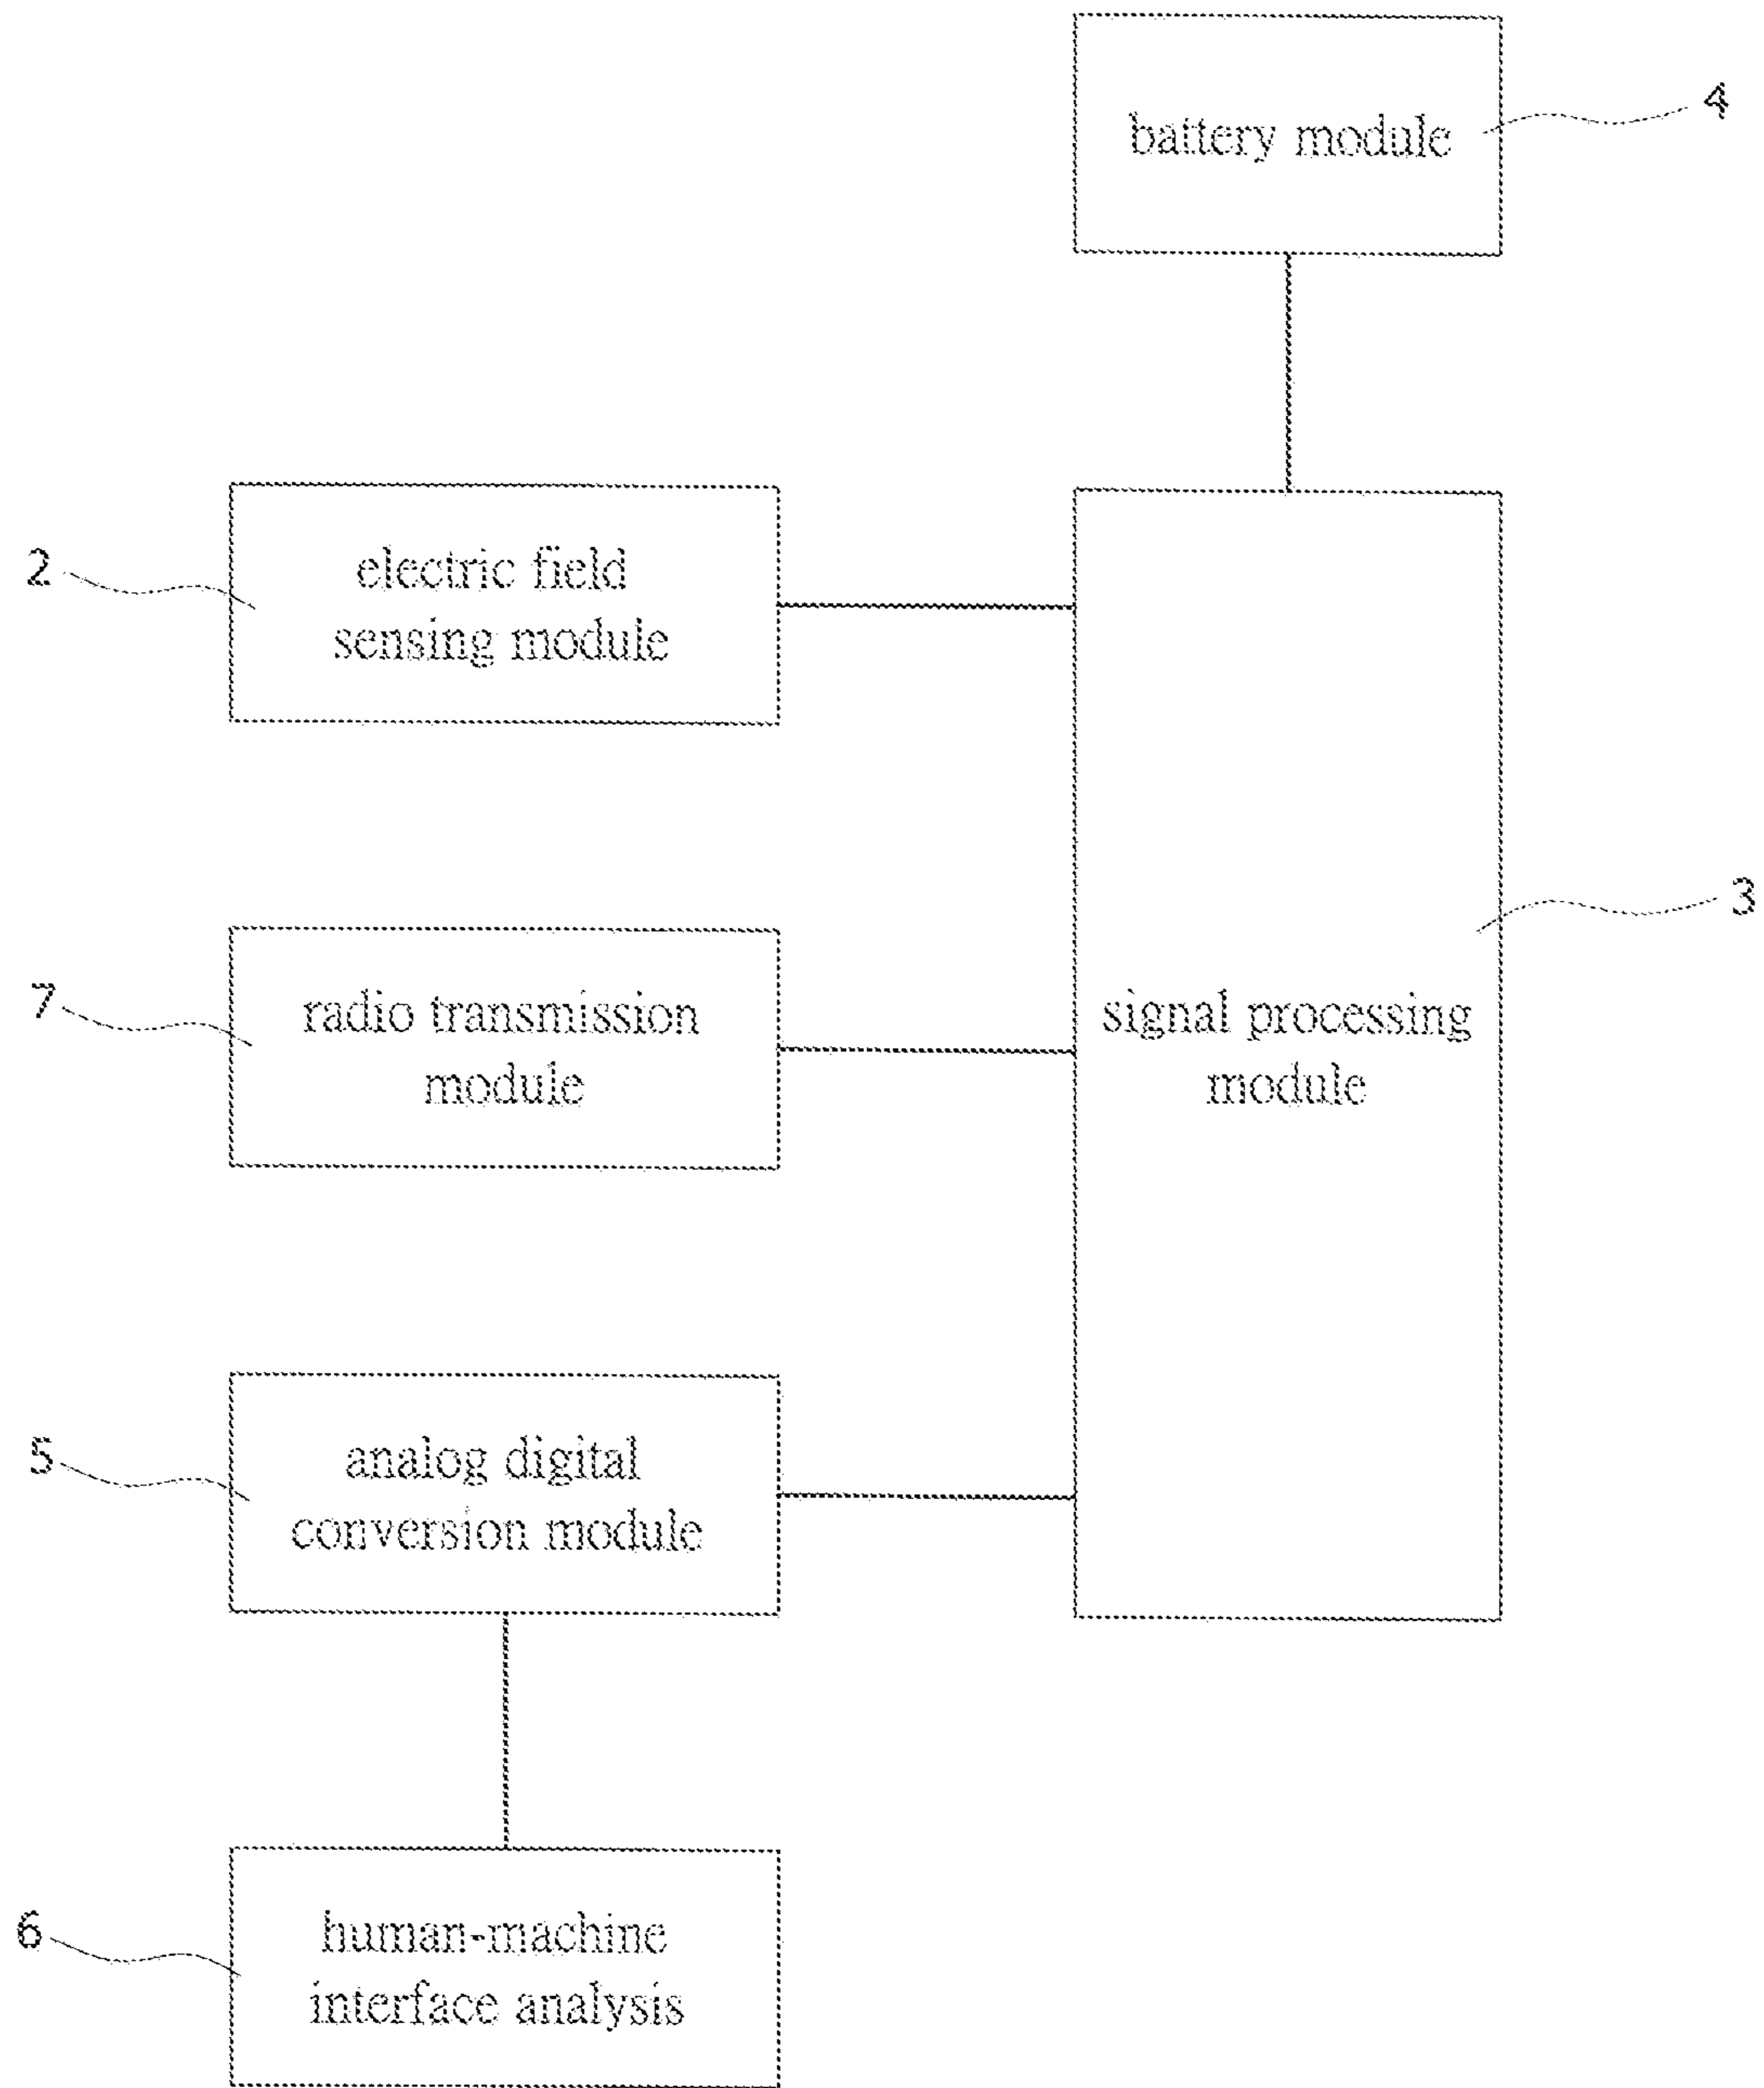 battery module
4
2
electric field
sensing module
3
7
radio transmission
module
signal processing
module
5
analog digital
conversion module
6
human-machine
interface analysis